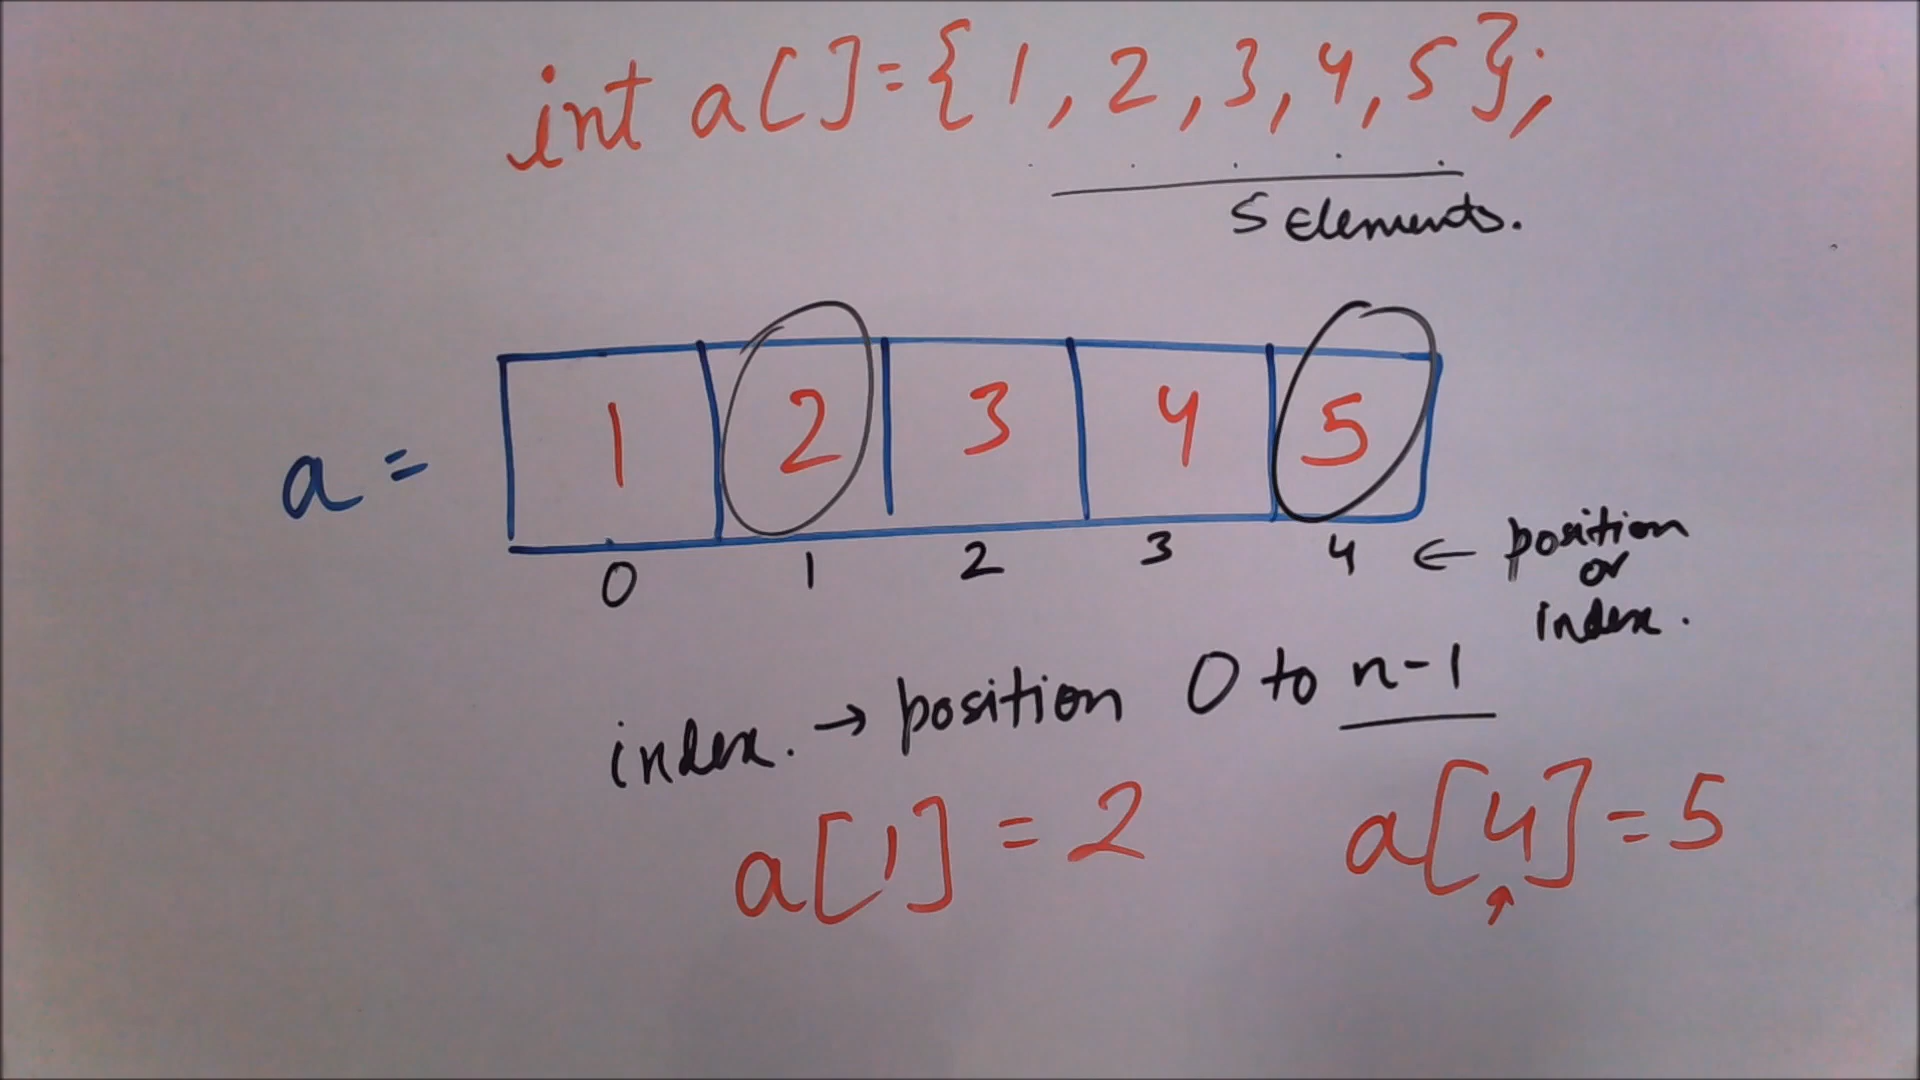 int a[]={1,2,3,4,5};
5 Elements.
a = 1 2 3 4 5
0 1 2 3 4 ← position
or
index.
index. → position 0 to n-1
a[1] = 2 a[4] = 5